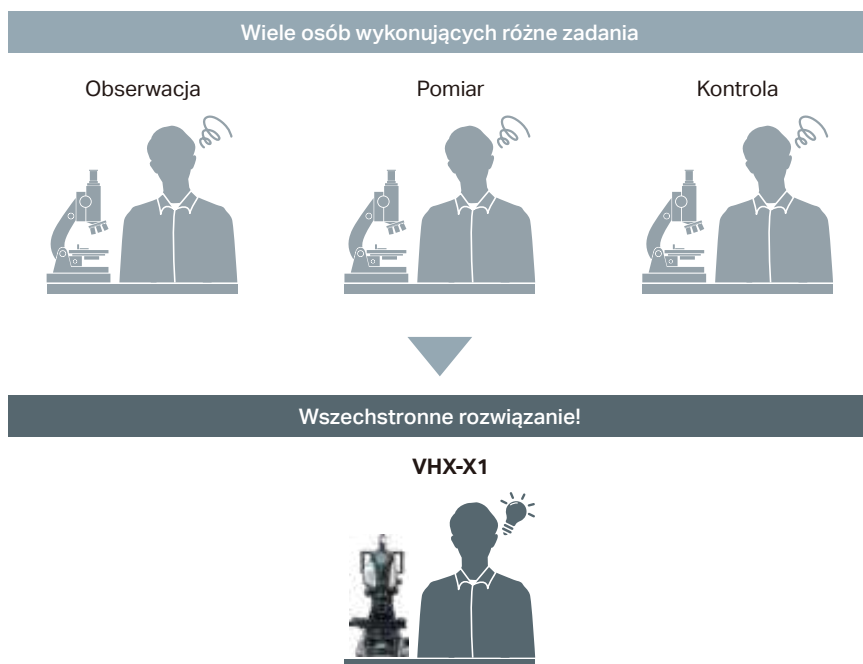 Wiele osób wykonujących różne zadania
Obserwacja
Pomiar
Kontrola
Wszechstronne rozwiązanie!
VHX-X1